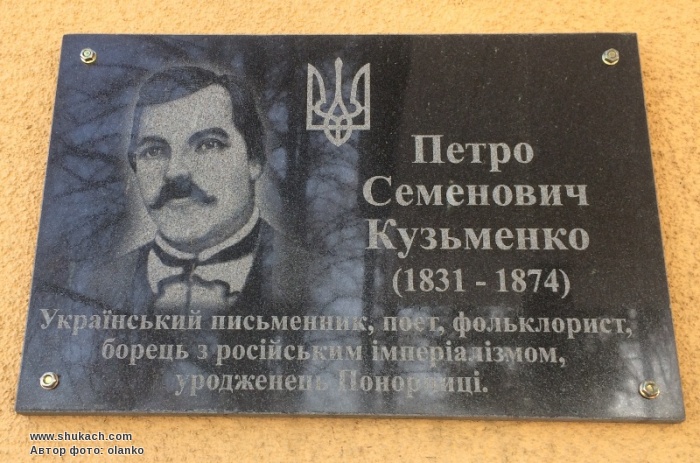 Петро
Семенович
Кузьменко
(1831 - 1874)
Український письменник, поет, фольклорист,
борець з російським імперіалізмом,
уродженець Понорниці.
www.shukach.com
Автор фото: olanko